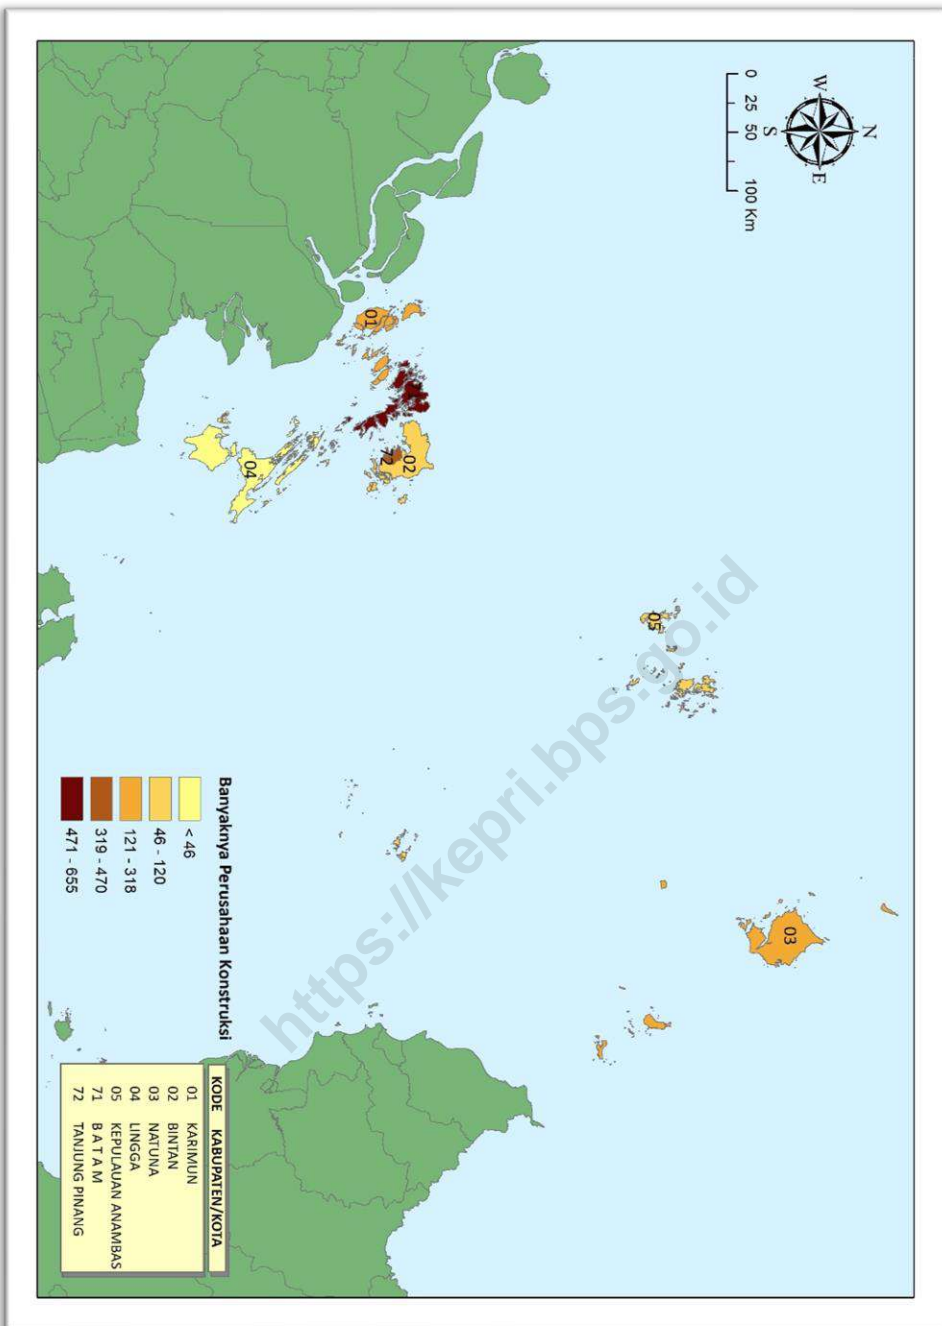 N
W
E
S
0 25 50 100 Km
01
02
72
04
05
03
https://kepri.bps.go.id
Banyaknya Perusahaan Konstruksi
< 46
46 - 120
121 - 318
319 - 470
471 - 655
KODE KABUPATEN/KOTA
01 KARIMUN
02 BINTAN
03 NATUNA
04 LINGGA
05 KEPULAUAN ANAMBAS
71 B A T A M
72 TANJUNG PINANG